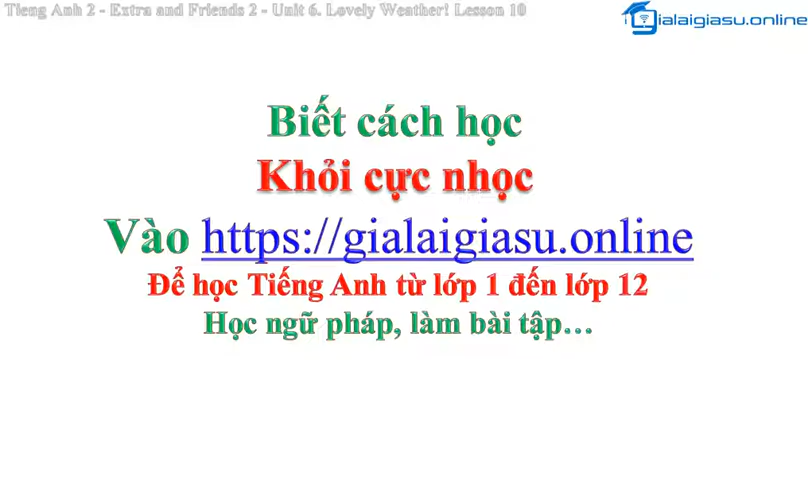 Tieng Anh 2 - Extra and Friends 2 - Unit 6. Lovely Weather! Lesson 10
ialaigiasu.online
Biết cách học
Khỏi cực nhọc
Vào https://gialaigiasu.online
Để học Tiếng Anh từ lớp 1 đến lớp 12
Học ngữ pháp, làm bài tập…